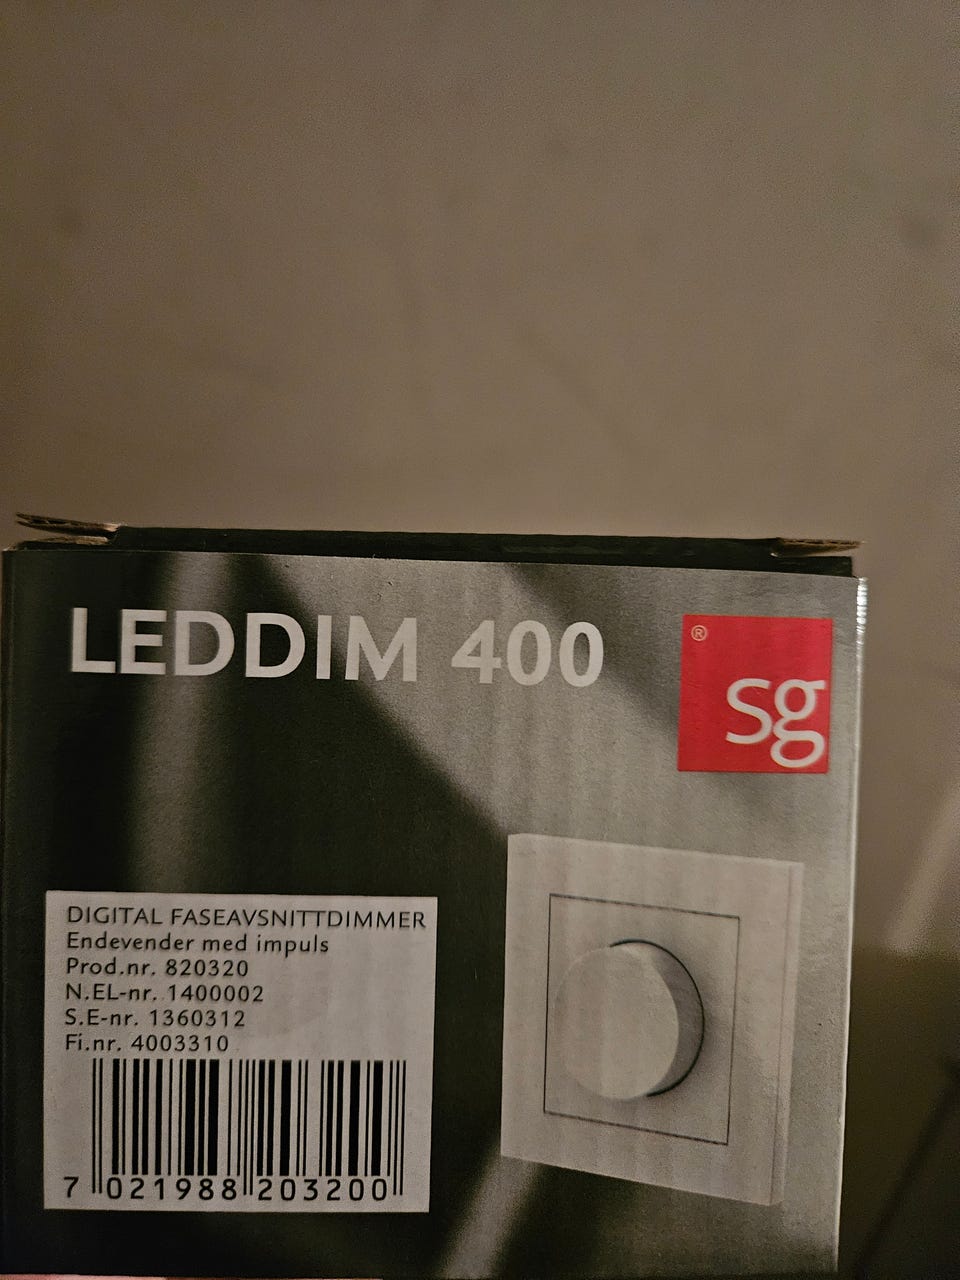 LEDDIM 400
®
sg
DIGITAL FASEAVSNITTDIMMER
Endevender med impuls
Prod.nr. 820320
N.EL-nr. 1400002
S.E-nr. 1360312
Fi.nr. 4003310
7 021988 203200